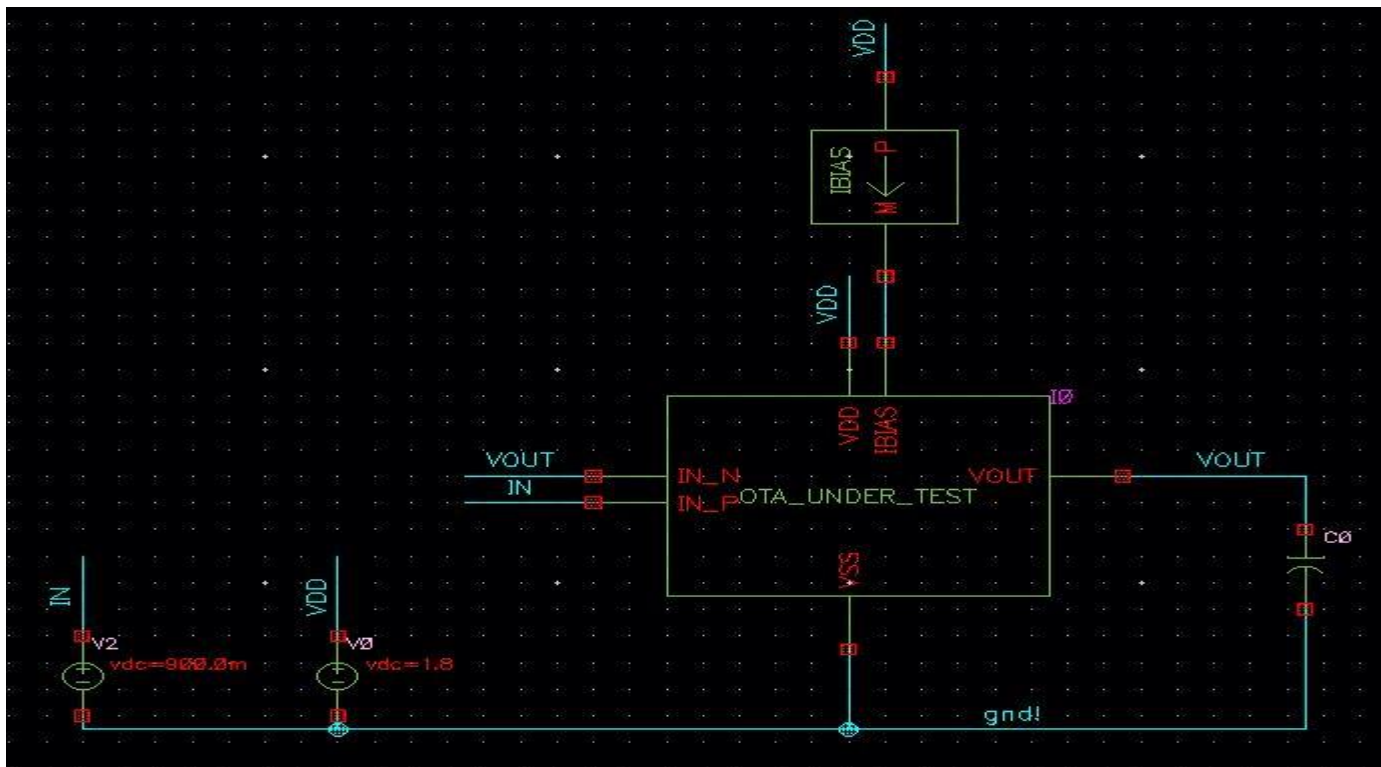 VDD
IBIAS
P
M
VDD
I0
VDD
IBIAS
VOUT
IN_N
VOUT
VOUT
IN
IN_P
OTA_UNDER_TEST
C0
VSS
IN
VDD
V2
vdc=900.0m
V0
vdc=1.8
gnd!